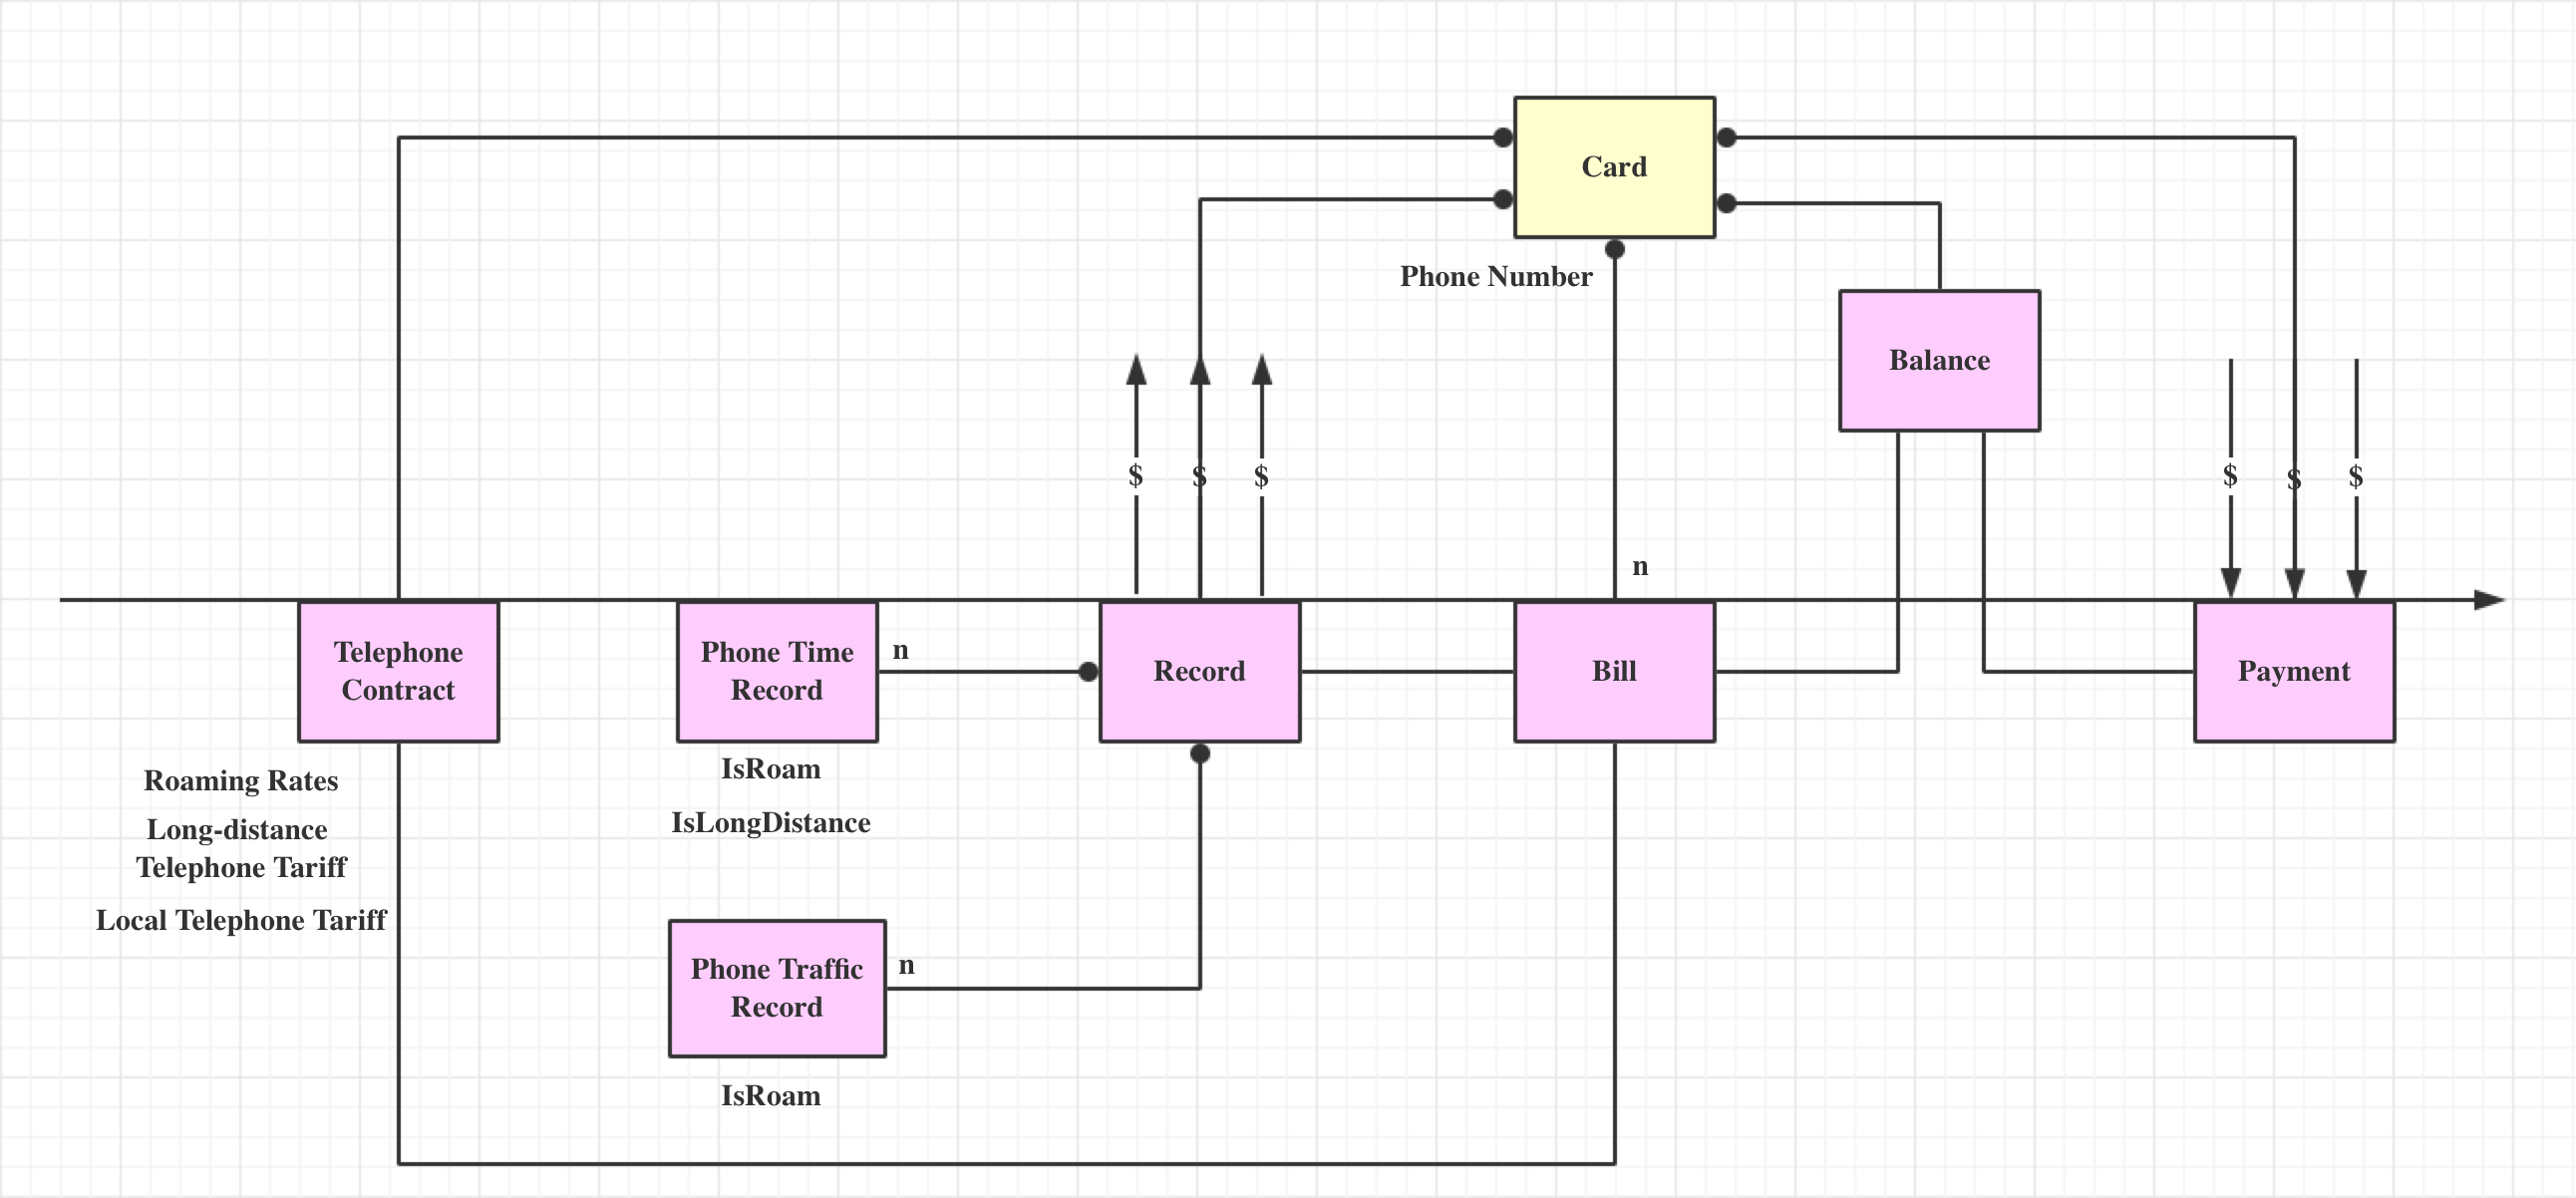 Card
Phone Number
Balance
$ $ $
$ $ $
n
Telephone
Contract
Phone Time
Record
n
Record
Bill
Payment
Roaming Rates
Long-distance
Telephone Tariff
Local Telephone Tariff
IsRoam
IsLongDistance
Phone Traffic
Record
n
IsRoam